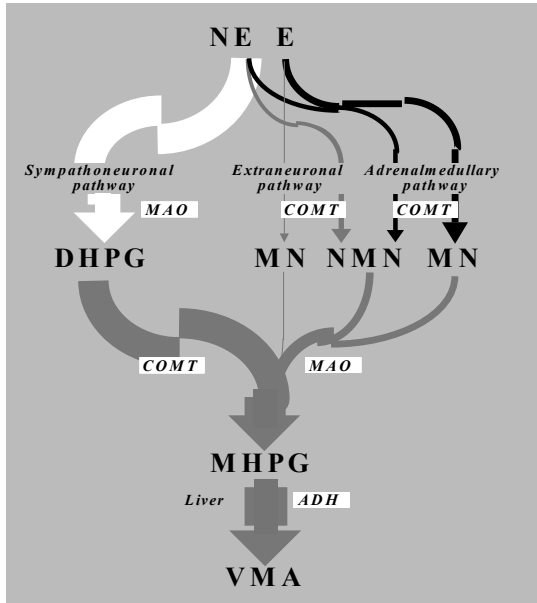 NE E
Sympathoneuronal Extraneuronal Adrenalmedullary
pathway pathway pathway
MAO COMT COMT
DHPG MN NMN MN
COMT MAO
MHPG
Liver ADH
VMA